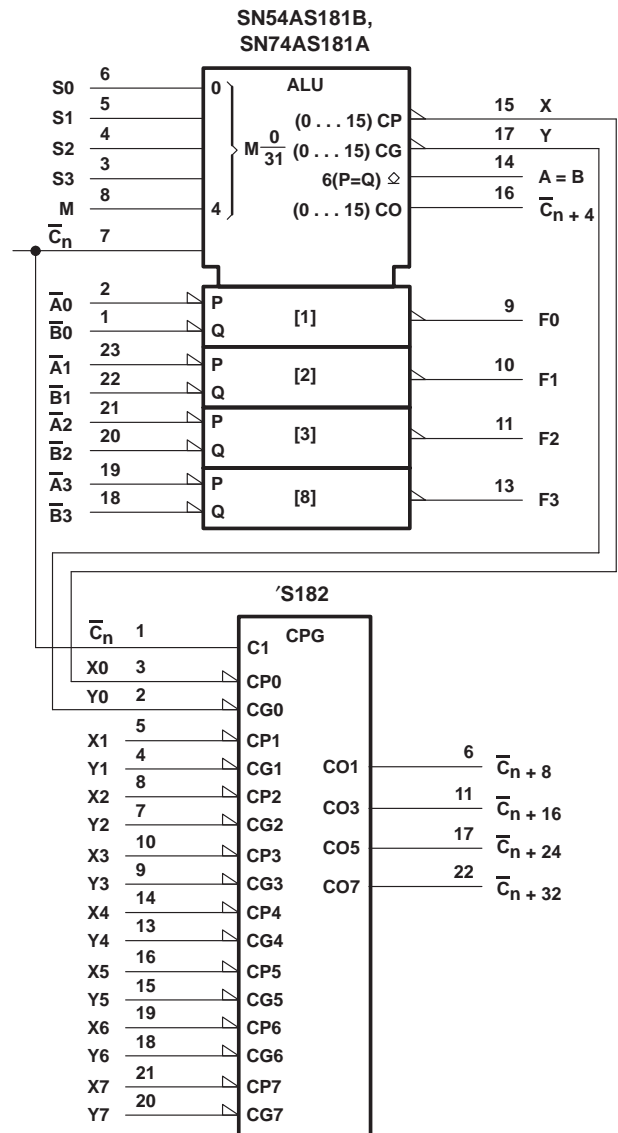 SN54AS181B,
SN74AS181A
ALU
S0 6 0
S1 5
S2 4
S3 3
M 8 4
C̅n 7
M 0/31
(0 . . . 15) CP 15 X
(0 . . . 15) CG 17 Y
6(P=Q) 14 A = B
(0 . . . 15) CO 16 C̅n + 4
A̅0 2 P
B̅0 1 Q
[1] 9 F0
A̅1 23 P
B̅1 22 Q
[2] 10 F1
A̅2 21 P
B̅2 20 Q
[3] 11 F2
A̅3 19 P
B̅3 18 Q
[8] 13 F3
′S182
CPG
C̅n 1 C1
X0 3 CP0
Y0 2 CG0
X1 5 CP1
Y1 4 CG1
X2 8 CP2
Y2 7 CG2
X3 10 CP3
Y3 9 CG3
X4 14 CP4
Y4 13 CG4
X5 16 CP5
Y5 15 CG5
X6 19 CP6
Y6 18 CG6
X7 21 CP7
Y7 20 CG7
CO1 6 C̅n + 8
CO3 11 C̅n + 16
CO5 17 C̅n + 24
CO7 22 C̅n + 32